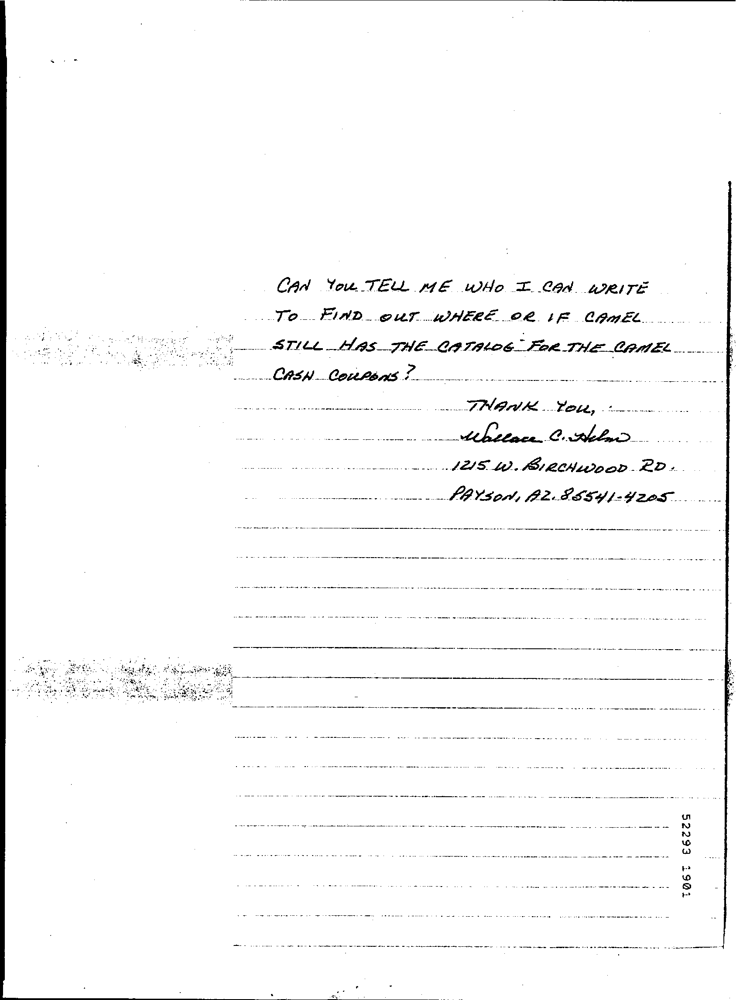 CAN YOU TELL ME WHO I CAN WRITE
TO FIND OUT WHERE OR IF CAMEL
STILL HAS THE CATALOG FOR THE CAMEL
CASH COUPONS?
THANK YOU,
Wallace C. Helm
1215 W. BIRCHWOOD RD.
PAYSON, AZ. 85541-4205
52293 1901